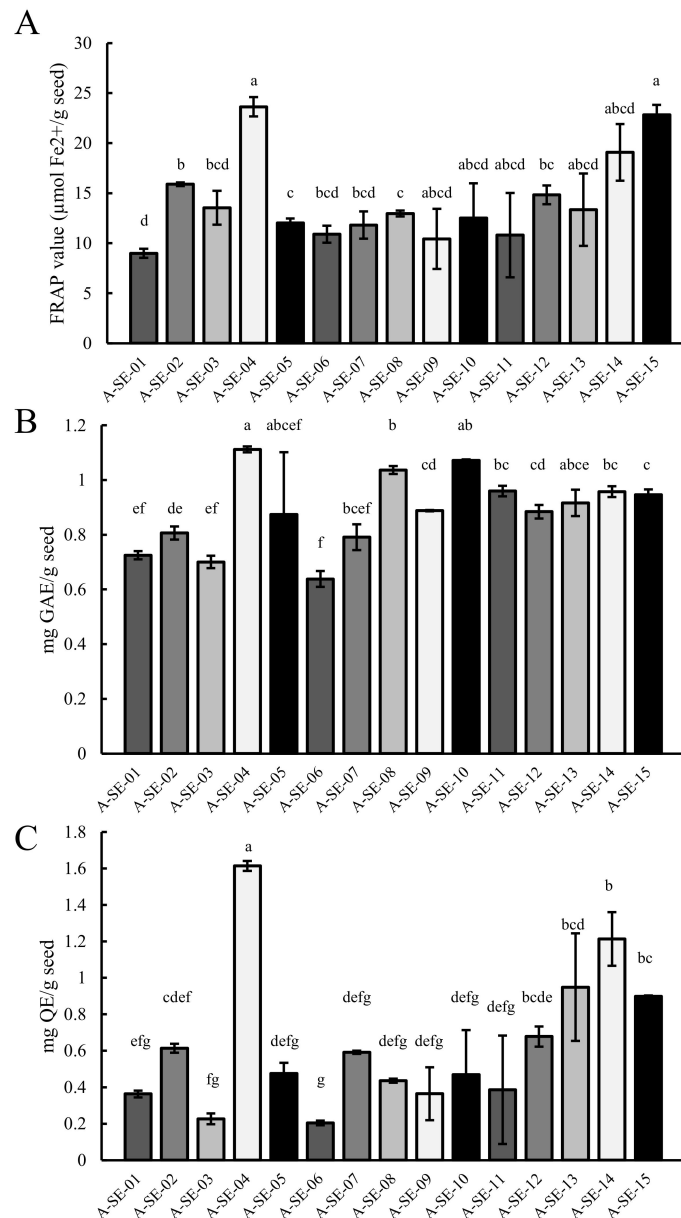 A
FRAP value (µmol Fe2+/g seed)
30
25
20
15
10
5
0
d
b
bcd
a
c
bcd
bcd
c
abcd
abcd
abcd
bc
abcd
abcd
a
A-SE-01
A-SE-02
A-SE-03
A-SE-04
A-SE-05
A-SE-06
A-SE-07
A-SE-08
A-SE-09
A-SE-10
A-SE-11
A-SE-12
A-SE-13
A-SE-14
A-SE-15
B
mg GAE/g seed
1.2
1
0.8
0.6
0.4
0.2
0
ef
de
ef
a
abcef
f
bcef
b
cd
ab
bc
cd
abce
bc
c
A-SE-01
A-SE-02
A-SE-03
A-SE-04
A-SE-05
A-SE-06
A-SE-07
A-SE-08
A-SE-09
A-SE-10
A-SE-11
A-SE-12
A-SE-13
A-SE-14
A-SE-15
C
mg QE/g seed
1.8
1.6
1.4
1.2
1
0.8
0.6
0.4
0.2
0
efg
cdef
fg
a
defg
g
defg
defg
defg
defg
defg
bcde
bcd
b
bc
A-SE-01
A-SE-02
A-SE-03
A-SE-04
A-SE-05
A-SE-06
A-SE-07
A-SE-08
A-SE-09
A-SE-10
A-SE-11
A-SE-12
A-SE-13
A-SE-14
A-SE-15